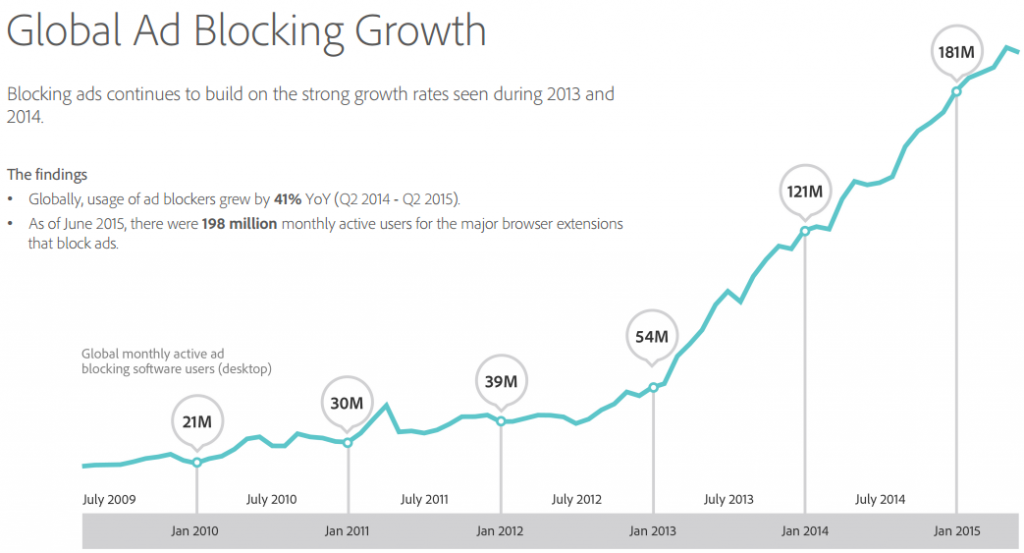 Global Ad Blocking Growth
Blocking ads continues to build on the strong growth rates seen during 2013 and
2014.
The findings
• Globally, usage of ad blockers grew by 41% YoY (Q2 2014 - Q2 2015).
• As of June 2015, there were 198 million monthly active users for the major browser extensions
that block ads.
Global monthly active ad
blocking software users (desktop)
21M
30M
39M
54M
121M
181M
July 2009
July 2010
July 2011
July 2012
July 2013
July 2014
Jan 2010
Jan 2011
Jan 2012
Jan 2013
Jan 2014
Jan 2015